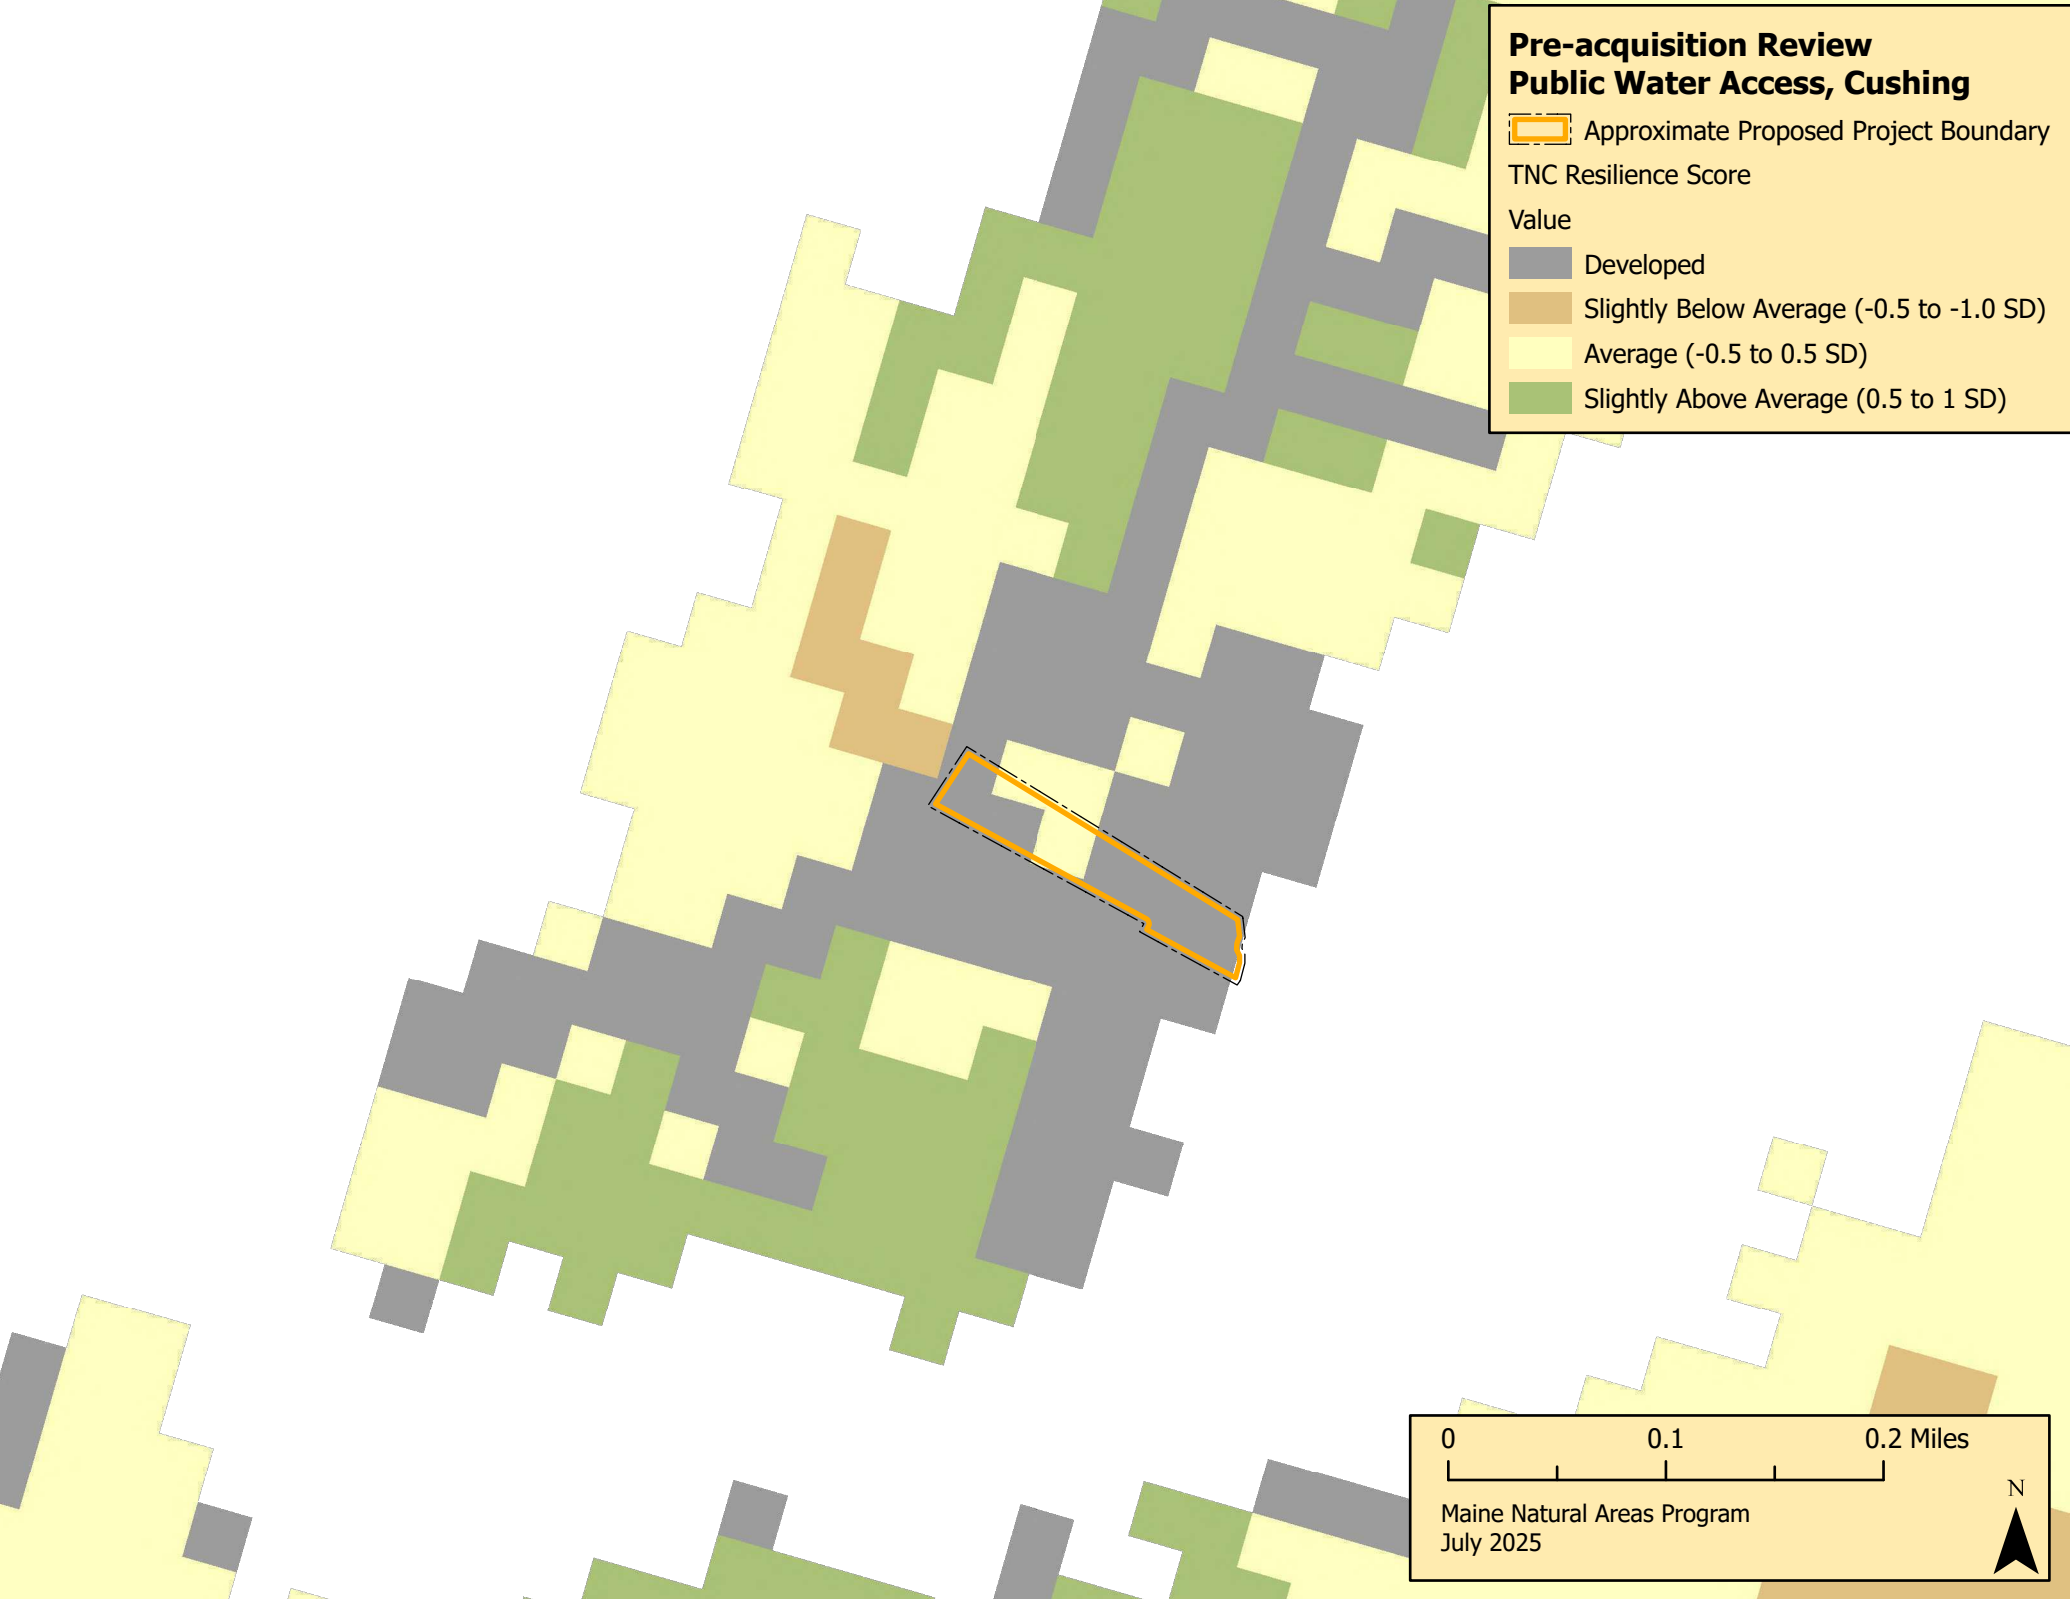 Pre-acquisition Review
Public Water Access, Cushing
Approximate Proposed Project Boundary
TNC Resilience Score
Value
Developed
Slightly Below Average (-0.5 to -1.0 SD)
Average (-0.5 to 0.5 SD)
Slightly Above Average (0.5 to 1 SD)
0 0.1 0.2 Miles
N
Maine Natural Areas Program
July 2025